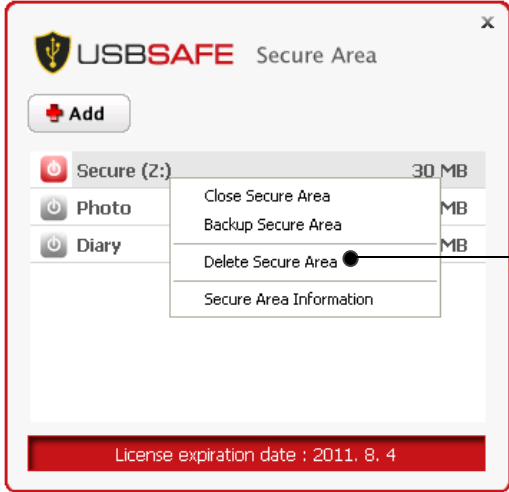 x
USBSAFE Secure Area
Add
Secure (Z:) 30 MB
Close Secure Area
Photo MB
Backup Secure Area
Diary MB
Delete Secure Area
Secure Area Information
License expiration date : 2011. 8. 4